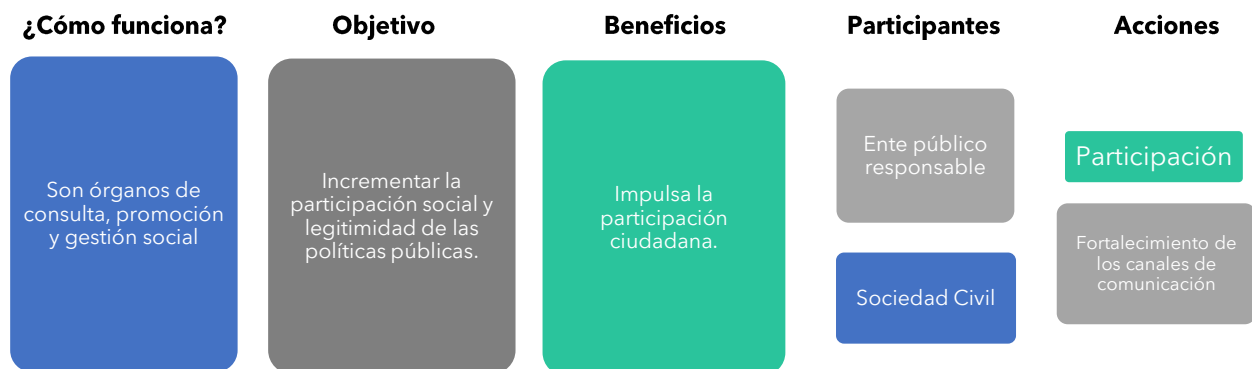 ¿Cómo funciona?
Objetivo
Beneficios
Participantes
Acciones
Son órganos de
consulta, promoción
y gestión social
Incrementar la
participación social y
legitimidad de las
políticas públicas.
Impulsa la
participación
ciudadana.
Ente público
responsable
Sociedad Civil
Participación
Fortalecimiento de
los canales de
comunicación